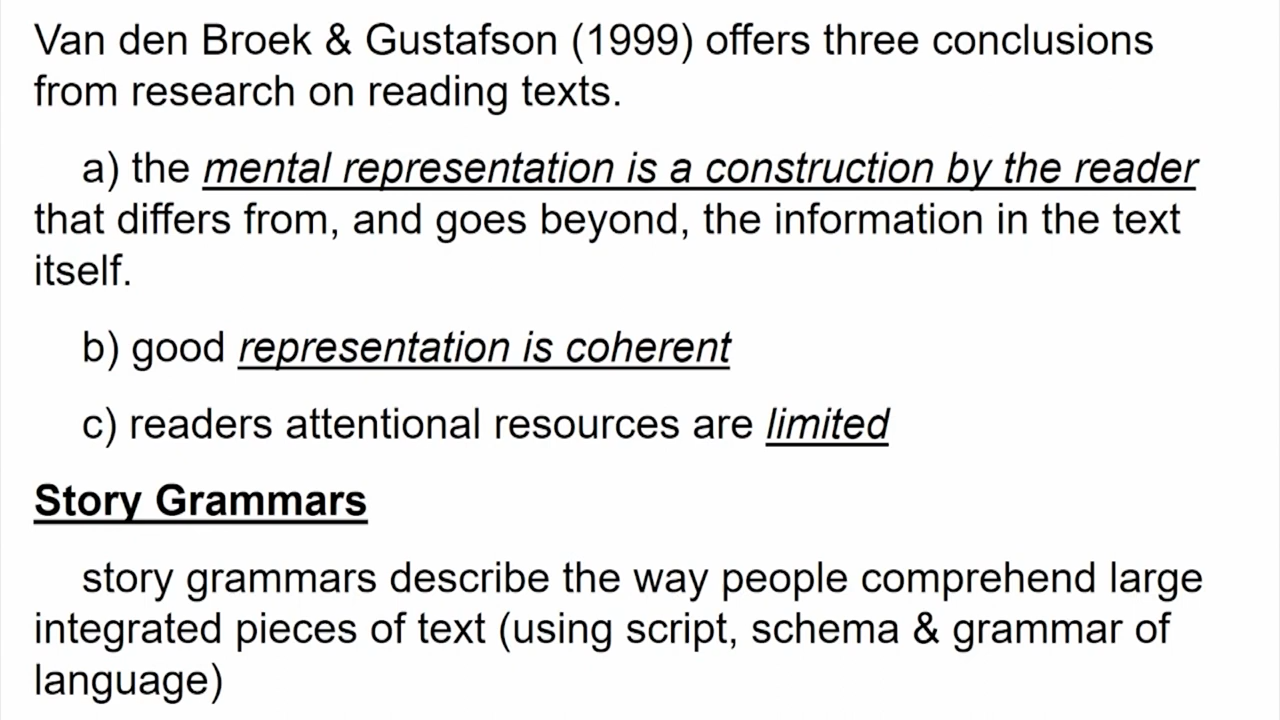 Van den Broek & Gustafson (1999) offers three conclusions
from research on reading texts.
a) the mental representation is a construction by the reader
that differs from, and goes beyond, the information in the text
itself.
b) good representation is coherent
c) readers attentional resources are limited
Story Grammars
story grammars describe the way people comprehend large
integrated pieces of text (using script, schema & grammar of
language)